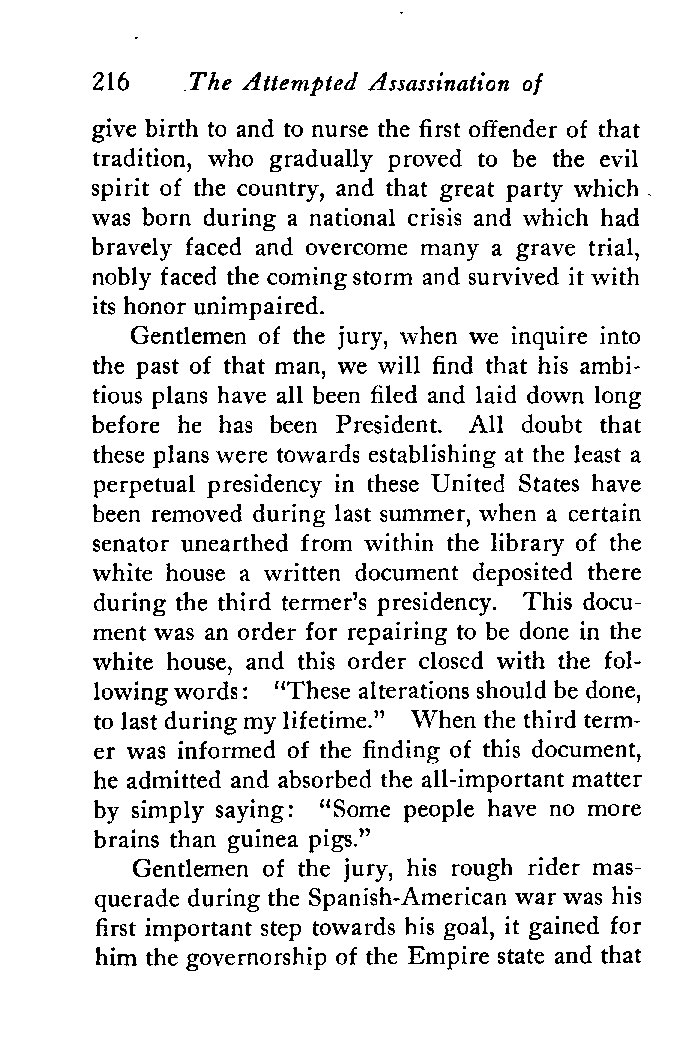 216 The Attempted Assassination of
give birth to and to nurse the first offender of that
tradition, who gradually proved to be the evil
spirit of the country, and that great party which
was born during a national crisis and which had
bravely faced and overcome many a grave trial,
nobly faced the coming storm and survived it with
its honor unimpaired.
Gentlemen of the jury, when we inquire into
the past of that man, we will find that his ambi-
tious plans have all been filed and laid down long
before he has been President. All doubt that
these plans were towards establishing at the least a
perpetual presidency in these United States have
been removed during last summer, when a certain
senator unearthed from within the library of the
white house a written document deposited there
during the third termer's presidency. This docu-
ment was an order for repairing to be done in the
white house, and this order closed with the fol-
lowing words: "These alterations should be done,
to last during my lifetime." When the third term-
er was informed of the finding of this document,
he admitted and absorbed the all-important matter
by simply saying: "Some people have no more
brains than guinea pigs."
Gentlemen of the jury, his rough rider mas-
querade during the Spanish-American war was his
first important step towards his goal, it gained for
him the governorship of the Empire state and that